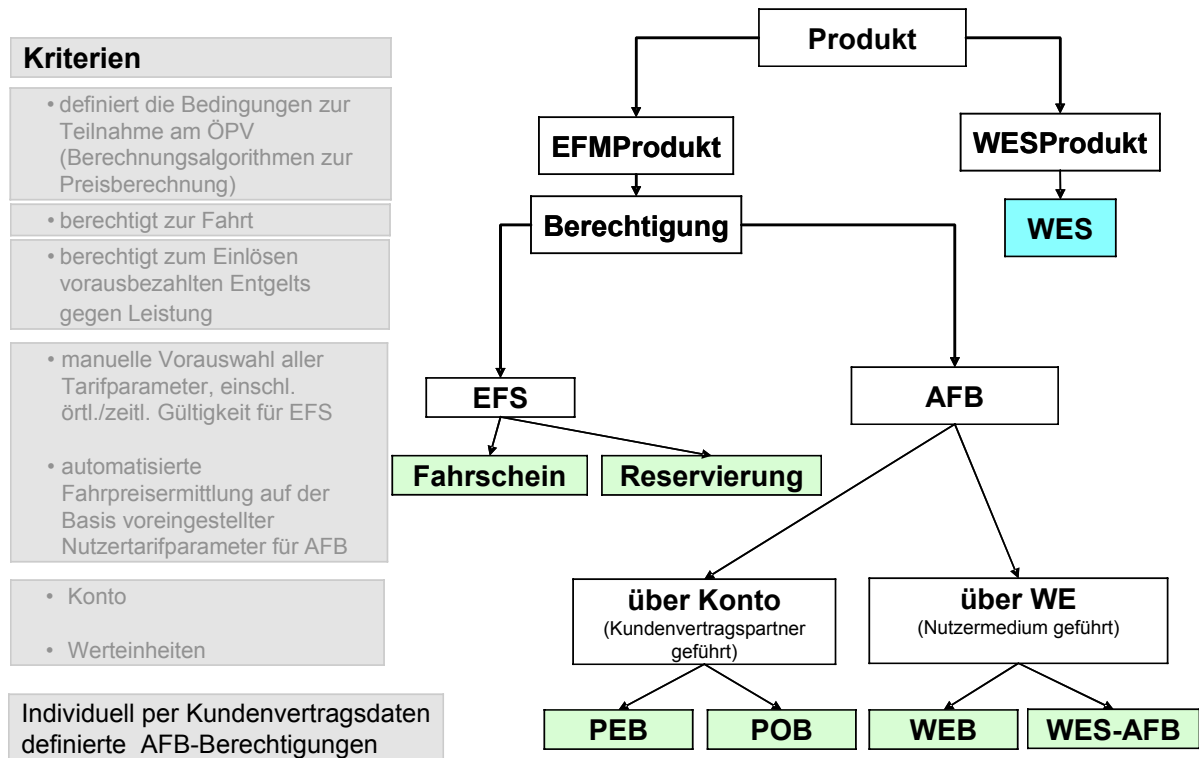 Kriterien
• definiert die Bedingungen zur
Teilnahme am ÖPV
(Berechnungsalgorithmen zur
Preisberechnung)
• berechtigt zur Fahrt
• berechtigt zum Einlösen
vorausbezahlten Entgelts
gegen Leistung
• manuelle Vorauswahl aller
Tarifparameter, einschl.
örtl./zeitl. Gültigkeit für EFS
• automatisierte
Fahrpreisermittlung auf der
Basis voreingestellter
Nutzertarifparameter für AFB
• Konto
• Werteinheiten
Individuell per Kundenvertragsdaten
definierte AFB-Berechtigungen
Produkt
EFMProdukt
WESProdukt
Berechtigung
WES
EFS
AFB
Fahrschein
Reservierung
über Konto
(Kundenvertragspartner
geführt)
über WE
(Nutzermedium geführt)
PEB
POB
WEB
WES-AFB